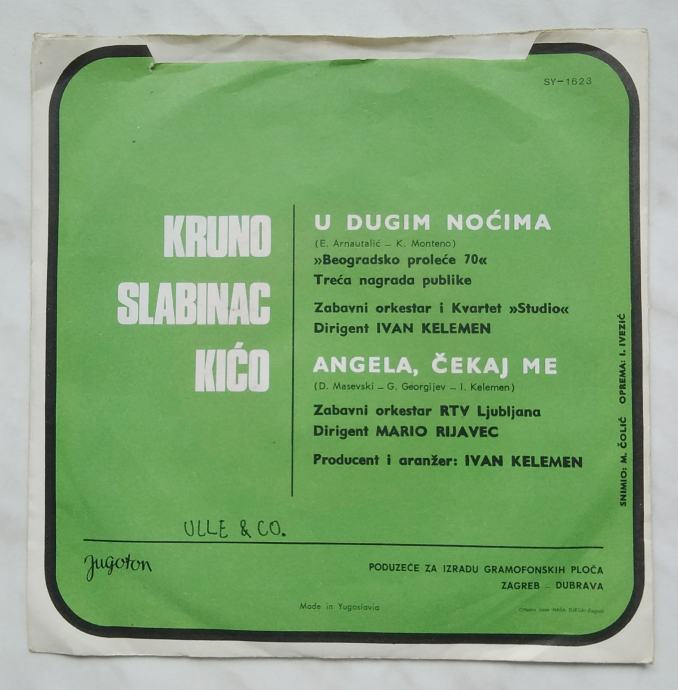 SY-1623
KRUNO
SLABINAC
KIĆO
U DUGIM NOĆIMA
(E. Arnautalić - K. Monteno)
»Beogradsko proleće 70«
Treća nagrada publike
Zabavni orkestar i Kvartet »Studio«
Dirigent IVAN KELEMEN
ANGELA, ČEKAJ ME
(D. Masevski - G. Georgijev - I. Kelemen)
Zabavni orkestar RTV Ljubljana
Dirigent MARIO RIJAVEC
Producent i aranžer: IVAN KELEMEN
SNIMIO: M. ČOLIĆ OPREMA: I. IVEZIĆ
ULLE & CO.
Jugoton
PODUZEĆE ZA IZRADU GRAMOFONSKIH PLOČA
ZAGREB - DUBRAVA
Made in Yugoslavia